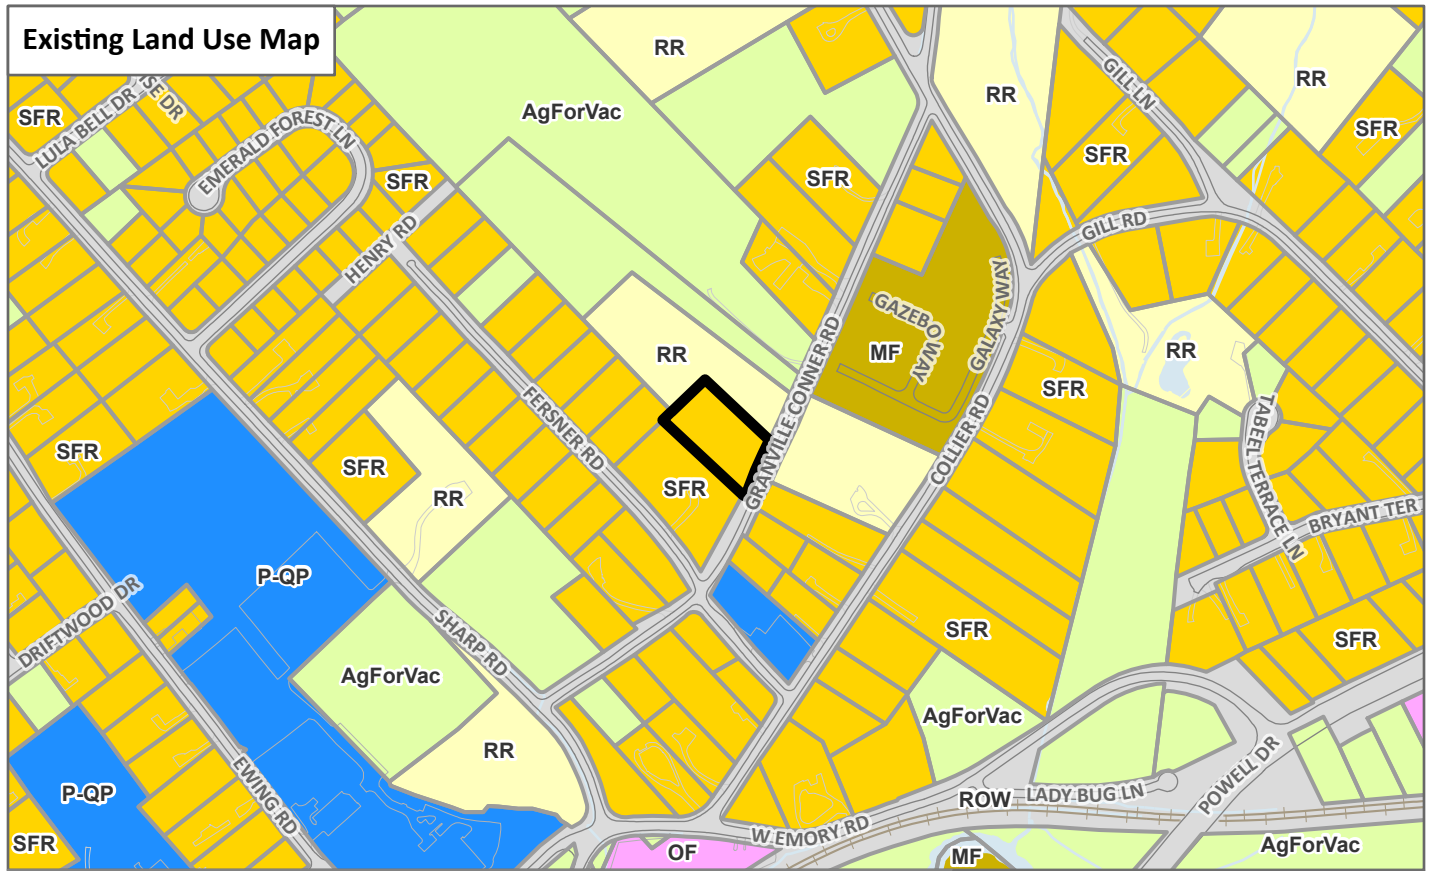 Existing Land Use Map
RR
RR
GILL LN
RR
SFR
LULA BELL DR
AgForVac
SFR
EMERALD FOREST LN
SFR
SFR
SFR
HENRY RD
GILL RD
GAZEBO WAY
GALAXY WAY
RR
MF
RR
SFR
FERSNER RD
GRANVILLE CONNER RD
COLLIER RD
TABEEL TERRACE LN
SFR
SFR
RR
SFR
BRYANT TER
P-QP
DRIFTWOOD DR
SHARP RD
SFR
SFR
AgForVac
AgForVac
RR
EWING RD
P-QP
ROW
LADY BUG LN
POWELL DR
W EMORY RD
SFR
OF
MF
AgForVac